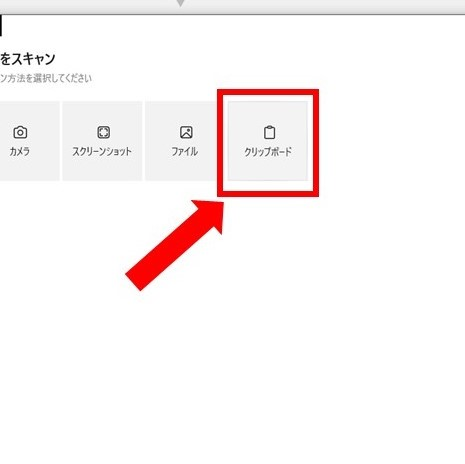 をスキャン
ン方法を選択してください
カメラ
スクリーンショット
ファイル
クリップボード